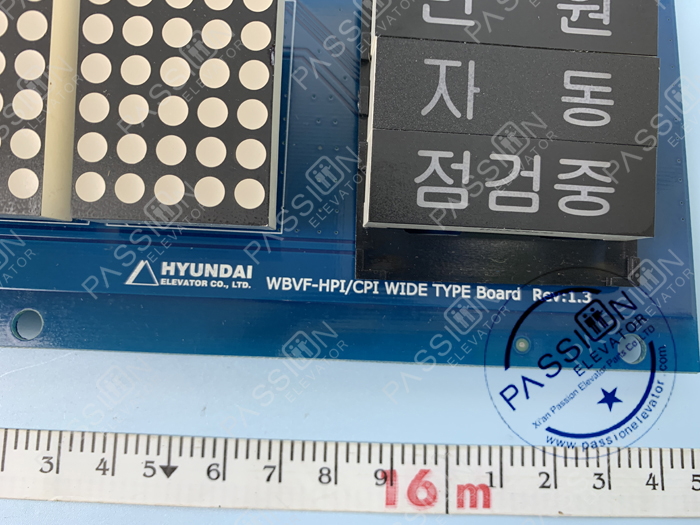 만 원
자 동
점검중
HYUNDAI
ELEVATOR CO., LTD.
WBVF-HPI/CPI WIDE TYPE Board Rev:1.3
PASSION
ELEVATOR
Xi'an Passion Elevator Parts Co.,Ltd
www.passionelevator.com
3 4 5 6 7 8 9 16m 1 2 3 4 5